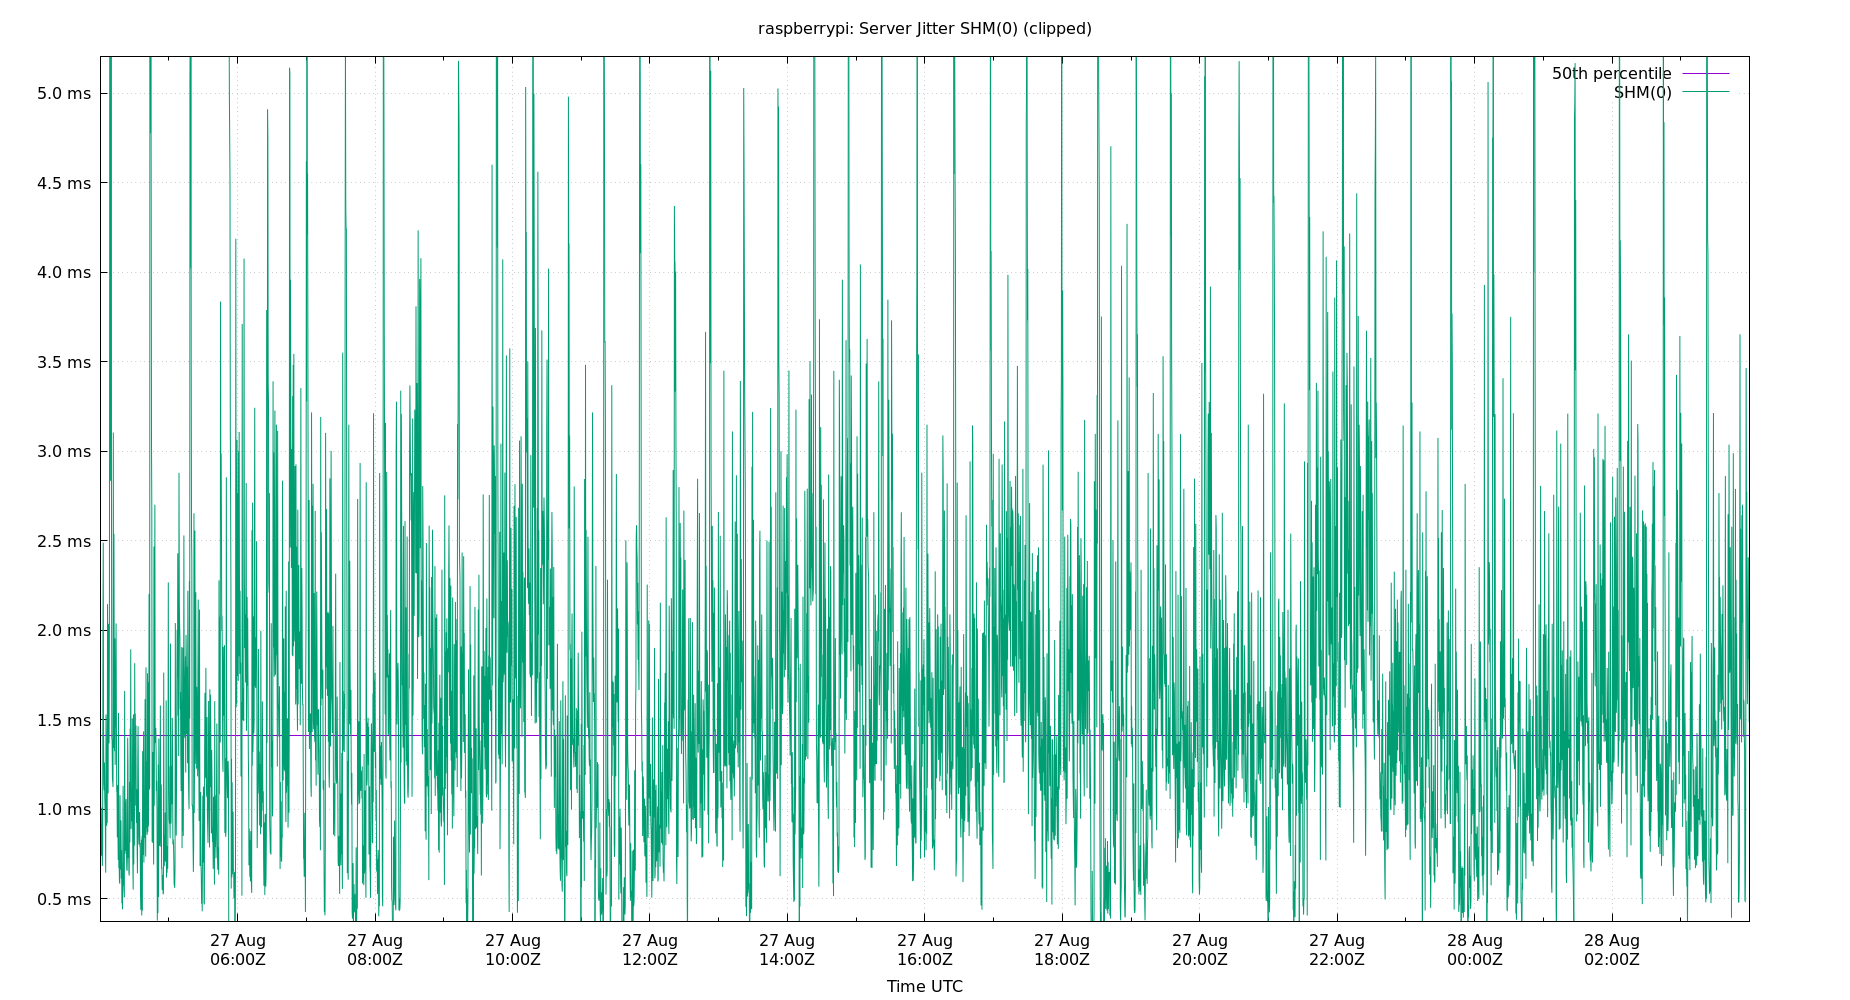 raspberrypi: Server Jitter SHM(0) (clipped)
50th percentile
SHM(0)
5.0 ms
4.5 ms
4.0 ms
3.5 ms
3.0 ms
2.5 ms
2.0 ms
1.5 ms
1.0 ms
0.5 ms
27 Aug 27 Aug 27 Aug 27 Aug 27 Aug 27 Aug 27 Aug 27 Aug 27 Aug 28 Aug 28 Aug
06:00Z 08:00Z 10:00Z 12:00Z 14:00Z 16:00Z 18:00Z 20:00Z 22:00Z 00:00Z 02:00Z
Time UTC